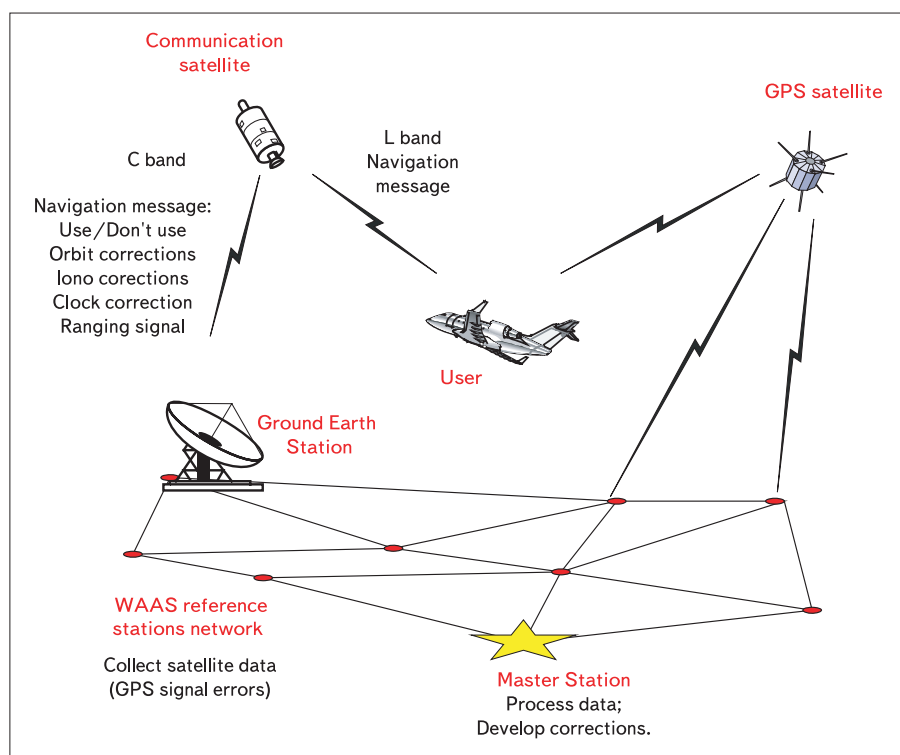 Communication
satellite
GPS satellite
C band
L band
Navigation
message
Navigation message:
Use/Don't use
Orbit corrections
Iono corections
Clock correction
Ranging signal
User
Ground Earth
Station
WAAS reference
stations network
Collect satellite data
(GPS signal errors)
Master Station
Process data;
Develop corrections.